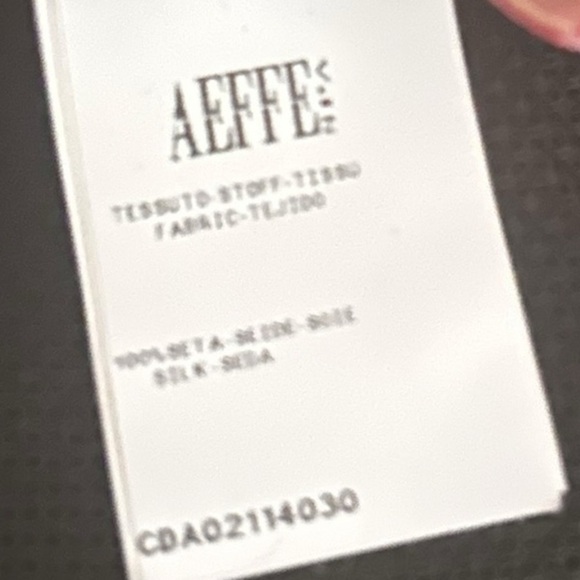 AEFFE S.P.A.
TESSUTO-STOFF-TISSU
FABRIC-TEJIDO
100%SETA-SEIDE-SOIE
SILK-SEDA
CDA02114030